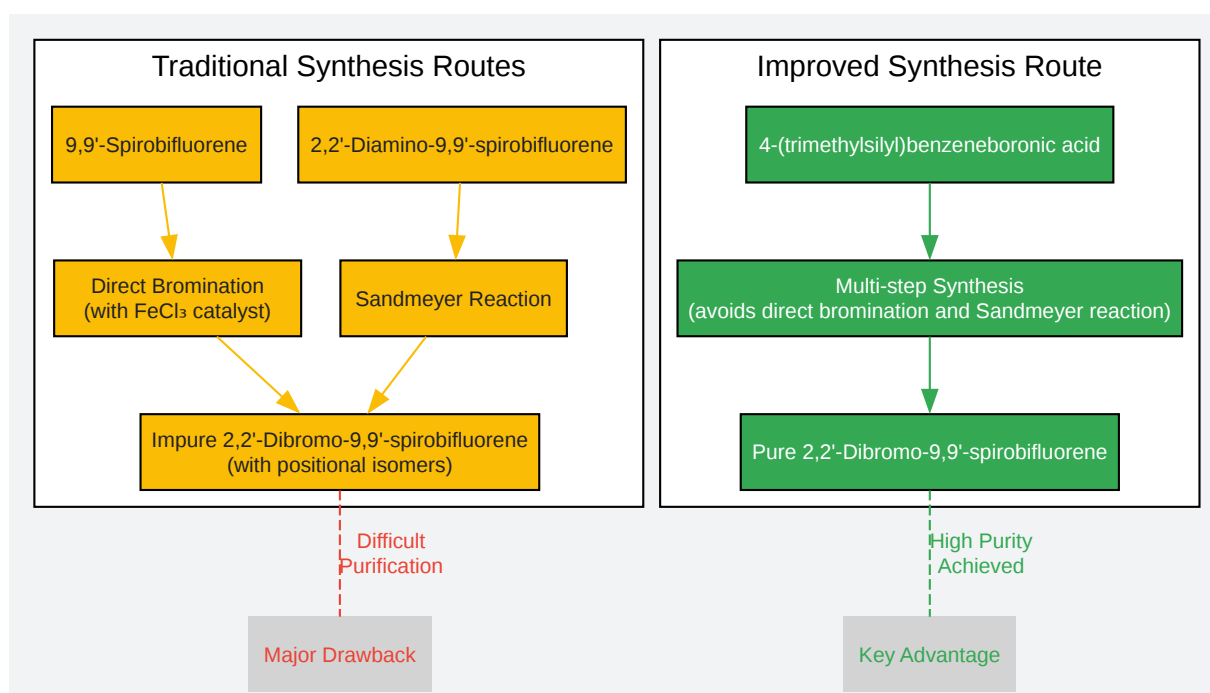 Traditional Synthesis Routes
9,9'-Spirobifluorene
2,2'-Diamino-9,9'-spirobifluorene
Direct Bromination
(with FeCl₃ catalyst)
Sandmeyer Reaction
Impure 2,2'-Dibromo-9,9'-spirobifluorene
(with positional isomers)
Difficult
Purification
Major Drawback
Improved Synthesis Route
4-(trimethylsilyl)benzeneboronic acid
Multi-step Synthesis
(avoids direct bromination and Sandmeyer reaction)
Pure 2,2'-Dibromo-9,9'-spirobifluorene
High Purity
Achieved
Key Advantage